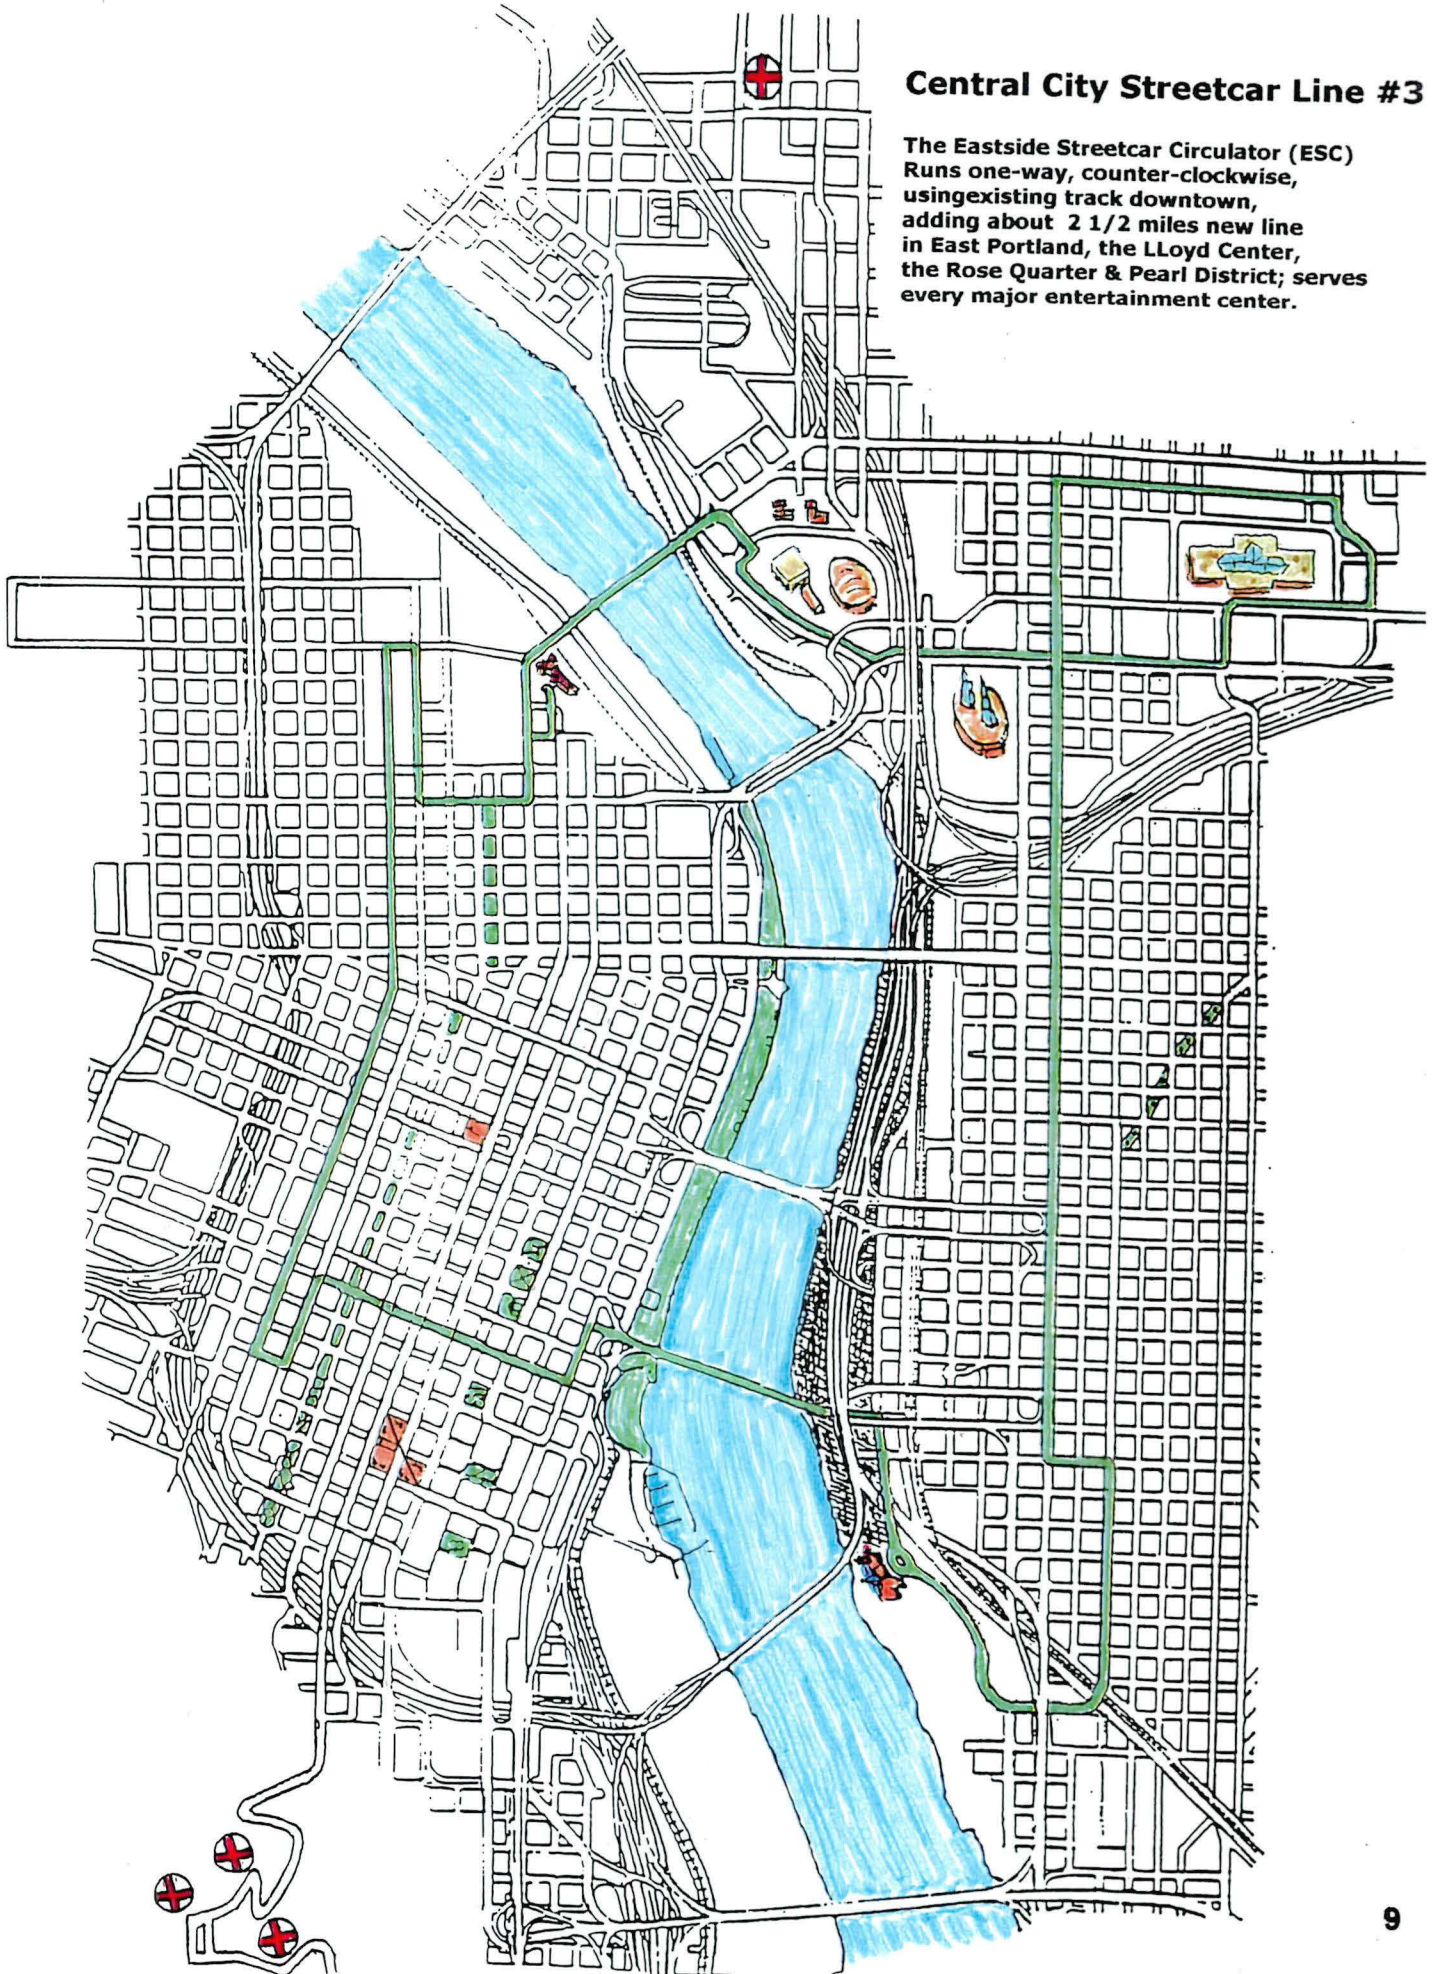 Central City Streetcar Line #3
The Eastside Streetcar Circulator (ESC)
Runs one-way, counter-clockwise,
usingexisting track downtown,
adding about 2 1/2 miles new line
in East Portland, the LLoyd Center,
the Rose Quarter & Pearl District; serves
every major entertainment center.
9